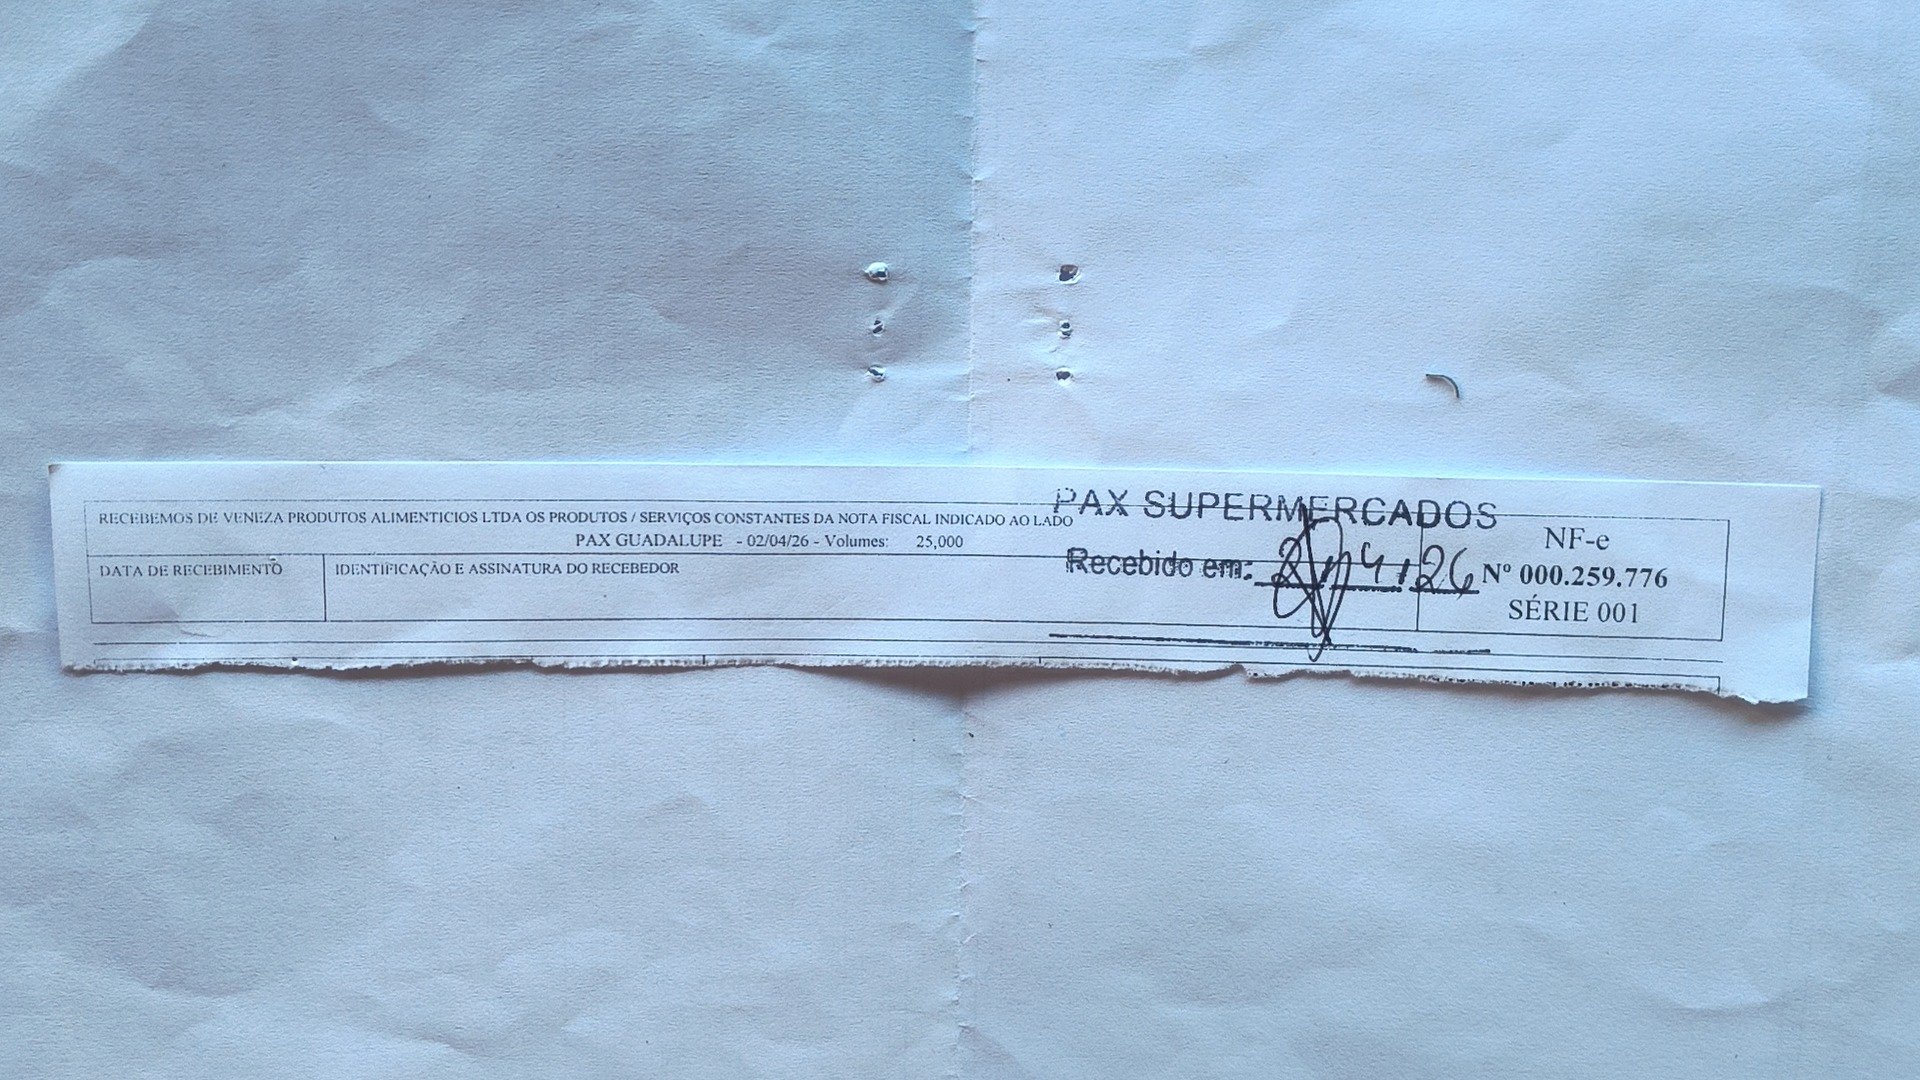 RECEBEMOS DE VENEZA PRODUTOS ALIMENTICIOS LTDA OS PRODUTOS / SERVIÇOS CONSTANTES DA NOTA FISCAL INDICADO AO LADO
PAX GUADALUPE - 02/04/26 - Volumes: 25,000
DATA DE RECEBIMENTO
IDENTIFICAÇÃO E ASSINATURA DO RECEBEDOR
PAX SUPERMERCADOS
Recebido em: 4 26
NF-e
Nº 000.259.776
SÉRIE 001